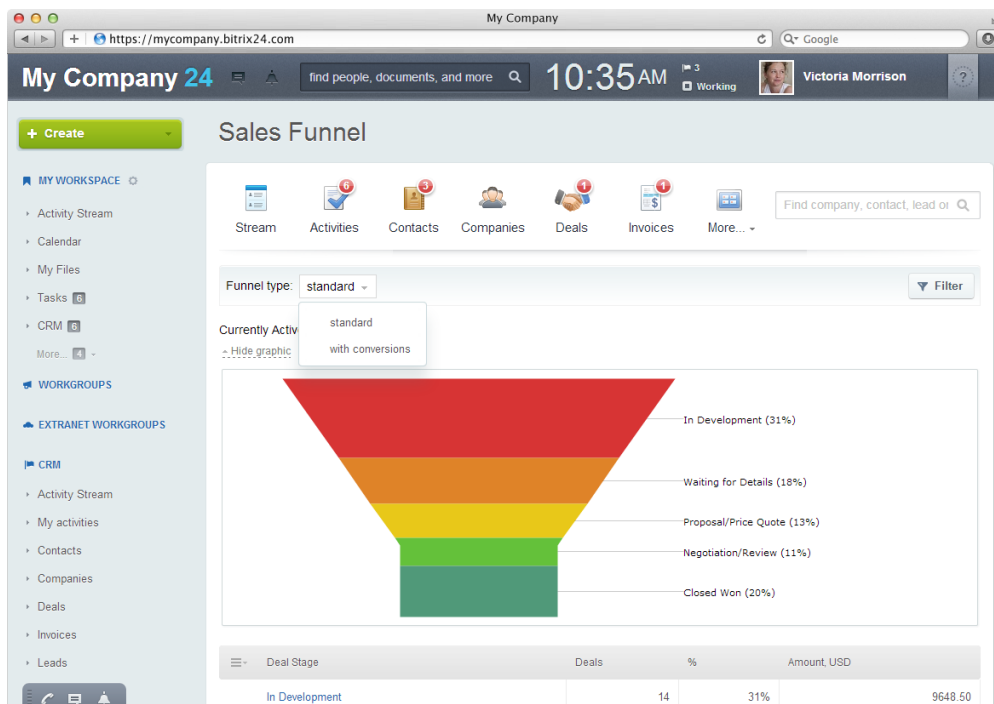 My Company
https://mycompany.bitrix24.com
Google
My Company 24
find people, documents, and more
10:35 AM
3
Working
Victoria Morrison
?
+ Create
Sales Funnel
MY WORKSPACE
Activity Stream
Calendar
My Files
Tasks 6
CRM 6
More... 4
WORKGROUPS
EXTRANET WORKGROUPS
CRM
Activity Stream
My activities
Contacts
Companies
Deals
Invoices
Leads
6
3
1
1
Stream
Activities
Contacts
Companies
Deals
Invoices
More...
Find company, contact, lead or
Funnel type:
standard
Filter
standard
with conversions
Currently Activ
Hide graphic
In Development (31%)
Waiting for Details (18%)
Proposal/Price Quote (13%)
Negotiation/Review (11%)
Closed Won (20%)
Deal Stage
Deals
%
Amount, USD
In Development
14
31%
9648.50